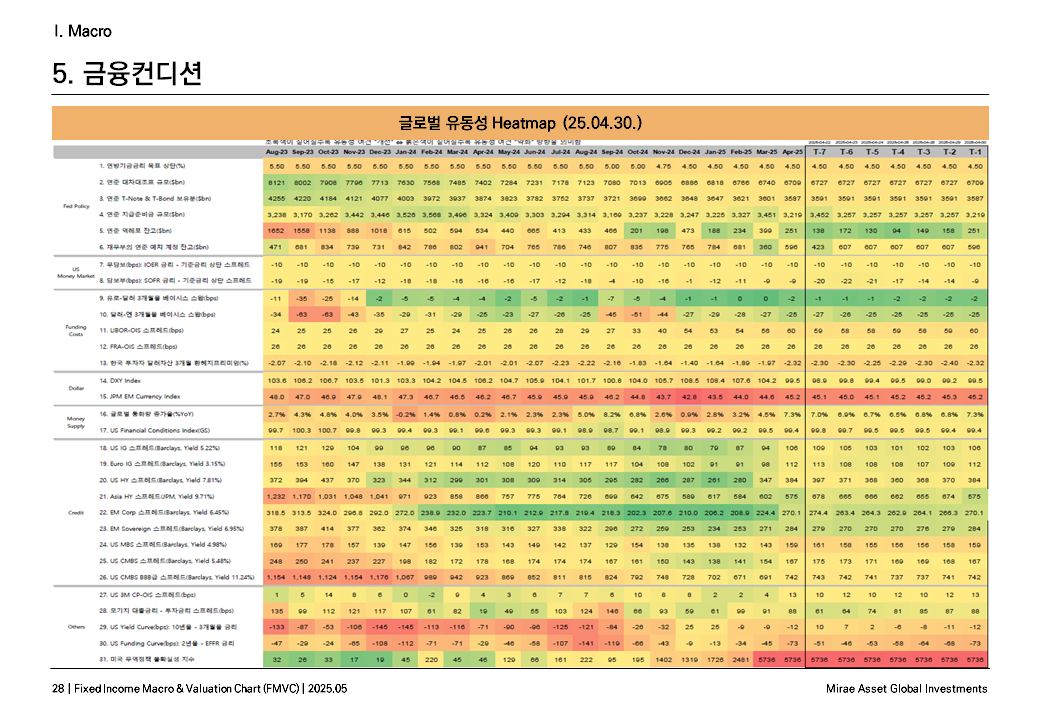 I. Macro
5. 금융컨디션
글로벌 유동성 Heatmap (25.04.30.)
초록색이 짙어질수록 유동성 여건 "개선" ⇔ 붉은색이 짙어질수록 유동성 여건 "악화" 방향을 의미함
Aug-23 Sep-23 Oct-23 Nov-23 Dec-23 Jan-24 Feb-24 Mar-24 Apr-24 May-24 Jun-24 Jul-24 Aug-24 Sep-24 Oct-24 Nov-24 Dec-24 Jan-25 Feb-25 Mar-25 Apr-25 T-7 T-6 T-5 T-4 T-3 T-2 T-1
Fed Policy
1. 연방기금금리 목표 상단(%) 5.50 5.50 5.50 5.50 5.50 5.50 5.50 5.50 5.50 5.50 5.50 5.50 5.50 5.00 5.00 4.75 4.50 4.50 4.50 4.50 4.50 4.50 4.50 4.50 4.50 4.50 4.50 4.50
2. 연준 대차대조표 규모($bn) 8121 8002 7908 7796 7713 7630 7568 7485 7402 7284 7231 7178 7123 7080 7013 6905 6886 6818 6766 6740 6709 6727 6727 6727 6727 6727 6727 6709
3. 연준 T-Note & T-Bond 보유분($bn) 4255 4220 4184 4121 4077 4003 3972 3937 3874 3823 3782 3752 3737 3721 3699 3662 3648 3647 3621 3601 3587 3591 3591 3591 3591 3591 3591 3587
4. 연준 지급준비금 규모($bn) 3,238 3,170 3,262 3,442 3,446 3,526 3,568 3,496 3,324 3,409 3,303 3,294 3,314 3,169 3,237 3,228 3,247 3,225 3,327 3,451 3,219 3,452 3,257 3,257 3,257 3,257 3,257 3,219
5. 연준 역레포 잔고($bn) 1652 1558 1138 888 1018 615 502 594 534 440 665 413 433 466 201 198 473 188 234 399 251 138 172 130 94 149 158 251
6. 재무부의 연준 예치 계정 잔고($bn) 471 681 834 739 731 842 786 802 941 704 765 786 746 807 835 775 765 784 681 360 596 423 607 607 607 607 607 596
US Money Market
7. 무담보(bps): IOER 금리 - 기준금리 상단 스프레드 -10 -10 -10 -10 -10 -10 -10 -10 -10 -10 -10 -10 -10 -10 -10 -10 -10 -10 -10 -10 -10 -10 -10 -10 -10 -10 -10 -10
8. 담보부(bps): SOFR 금리 - 기준금리 상단 스프레드 -19 -19 -15 -17 -12 -18 -18 -16 -16 -16 -17 -12 -18 -4 -10 -16 -1 -12 -11 -9 -9 -20 -22 -21 -17 -14 -14 -9
Funding Costs
9. 유로-달러 3개월물 베이시스 스왑(bps) -11 -35 -25 -14 -2 -5 -5 -4 -4 -2 -5 -2 -1 -7 -5 -4 -1 -1 0 0 -2 -1 -1 -1 -1 -2 -2 -2
10. 달러-엔 3개월물 베이시스 스왑(bps) -34 -63 -63 -43 -35 -29 -31 -29 -25 -23 -27 -26 -25 -45 -51 -44 -27 -29 -28 -27 -25 -27 -26 -25 -25 -25 -25 -25
11. LIBOR-OIS 스프레드(bps) 24 25 25 26 29 27 25 24 25 26 26 28 29 27 33 40 54 53 54 56 60 59 58 58 58 59 58 60
12. FRA-OIS 스프레드(bps) 26 26 26 26 26 26 26 26 26 26 26 26 26 26 26 26 26 26 26 26 26 26 26 26 26 26 26 26
13. 한국 투자자 달러자산 3개월 환헤지프리미엄(%) -2.07 -2.10 -2.18 -2.12 -2.11 -1.99 -1.94 -1.97 -2.01 -2.01 -2.07 -2.23 -2.22 -2.16 -1.83 -1.64 -1.40 -1.64 -1.89 -1.97 -2.32 -2.30 -2.30 -2.25 -2.29 -2.30 -2.40 -2.32
Dollar
14. DXY Index 103.6 106.2 106.7 103.5 101.3 103.3 104.2 104.5 106.2 104.7 105.9 104.1 101.7 100.8 104.0 105.7 108.5 108.4 107.6 104.2 99.5 98.9 99.8 99.4 99.5 99.0 99.2 99.5
15. JPM EM Currency Index 48.0 47.0 46.9 47.9 48.1 47.3 46.7 46.5 46.2 46.7 45.9 45.9 45.9 46.2 44.8 43.7 42.8 43.5 44.0 44.6 45.2 45.1 45.0 45.1 45.2 45.2 45.3 45.2
Money Supply
16. 글로벌 통화량 증가율(%YoY) 2.7% 4.3% 4.8% 4.0% 3.5% -0.2% 1.4% 0.8% 0.2% 2.1% 2.3% 2.3% 5.0% 8.2% 6.8% 2.6% 0.9% 2.8% 3.2% 4.5% 7.3% 7.0% 6.9% 6.7% 6.5% 6.8% 6.8% 7.3%
17. US Financial Conditions Index(GS) 99.7 100.3 100.7 99.8 99.3 99.4 99.3 99.1 99.6 99.3 99.2 99.1 98.9 98.7 99.1 98.9 99.3 99.2 99.2 99.5 99.4 99.8 99.6 99.5 99.5 99.5 99.4 99.4
Credit
18. US IG 스프레드(Barclays, Yield 5.22%) 118 121 129 104 99 96 96 90 87 85 94 93 93 89 84 78 80 79 87 94 106 109 105 103 101 102 103 106
19. Euro IG 스프레드(Barclays, Yield 3.15%) 155 153 160 147 138 131 121 114 112 108 120 110 117 117 104 108 102 91 91 98 112 113 108 108 108 107 109 112
20. US HY 스프레드(Barclays, Yield 7.81%) 372 394 437 370 323 344 312 299 301 308 309 314 305 295 282 266 287 261 280 347 384 397 371 368 360 368 370 384
21. Asia HY 스프레드(JPM, Yield 9.71%) 1,232 1,170 1,031 1,048 1,041 971 923 858 866 757 775 764 726 699 642 675 589 617 584 602 575 678 665 666 662 655 674 575
22. EM Corp 스프레드(Barclays, Yield 6.45%) 318.5 313.5 324.0 296.8 292.0 272.0 238.9 232.0 223.7 210.1 212.9 217.8 219.4 218.3 202.3 207.6 210.0 206.2 208.9 224.4 270.1 274.4 263.4 264.3 262.9 264.1 266.3 270.1
23. EM Sovereign 스프레드(Barclays, Yield 6.95%) 378 387 414 377 362 374 346 325 318 316 327 338 322 296 272 259 253 234 253 271 284 279 270 270 276 276 279 284
24. US MBS 스프레드(Barclays, Yield 4.98%) 169 177 178 157 139 147 156 139 153 143 149 142 137 129 154 138 135 138 132 143 159 161 158 155 156 156 158 159
25. US CMBS 스프레드(Barclays, Yield 5.48%) 248 250 241 237 227 198 182 172 178 168 174 174 174 167 161 150 143 138 141 154 167 175 173 171 169 169 168 167
26. US CMBS BBB급 스프레드(Barclays, Yield 11.24%) 1,154 1,148 1,124 1,154 1,176 1,067 989 942 923 869 852 811 815 824 792 748 728 702 671 691 742 743 742 741 737 737 741 742
Others
27. US 3M CP-OIS 스프레드(bps) 1 5 14 8 6 0 -2 9 4 3 6 7 7 6 10 8 2 2 4 4 13 10 12 10 12 10 12 13
28. 모기지 대출금리 - 투자금리 스프레드(bps) 135 99 112 121 117 107 61 82 19 49 55 103 124 146 66 93 59 61 99 91 88 61 64 74 81 85 87 88
29. US Yield Curve(bps): 10년물 - 3개월물 금리 -133 -87 -53 -106 -145 -145 -113 -116 -71 -90 -96 -125 -121 -84 -26 -32 25 25 -9 -9 -12 10 7 2 -6 -8 -11 -12
30. US Funding Curve(bps): 2년물 - EFFR 금리 -47 -29 -24 -65 -108 -112 -71 -71 -29 -46 -58 -107 -141 -119 -66 -43 -9 -13 -34 -45 -73 -51 -46 -53 -58 -64 -68 -73
31. 미국 무역정책 불확실성 지수 32 26 33 17 19 45 220 45 46 129 66 161 222 95 195 1402 1319 1726 2481 5736 5736 5736 5736 5736 5736 5736 5736 5736
28 | Fixed Income Macro & Valuation Chart (FMVC) | 2025.05
Mirae Asset Global Investments